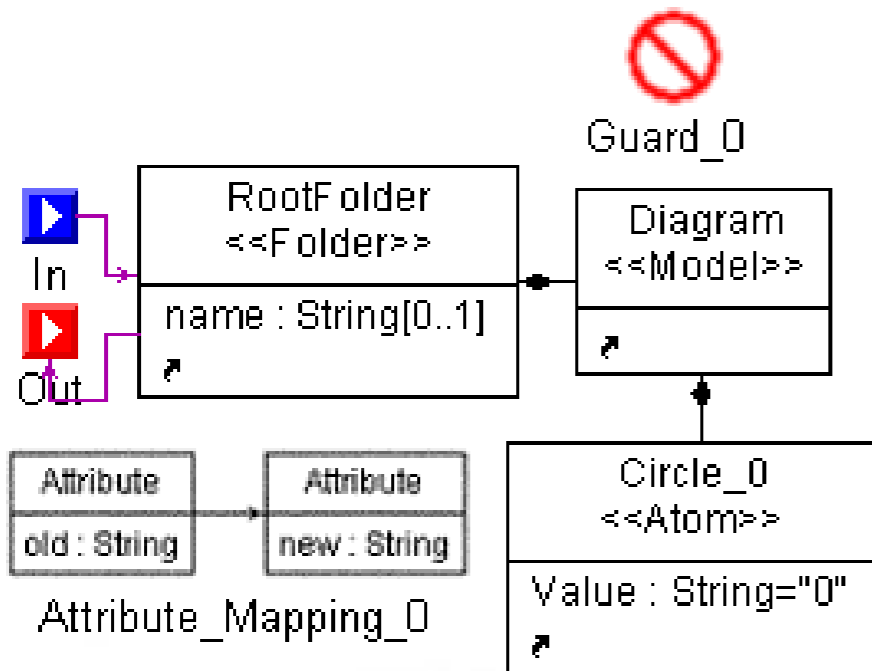 Guard_0
RootFolder
<<Folder>>
name : String[0..1]
Diagram
<<Model>>
In
Out
Circle_0
<<Atom>>
Value : String="0"
Attribute
old : String
Attribute
new : String
Attribute_Mapping_0